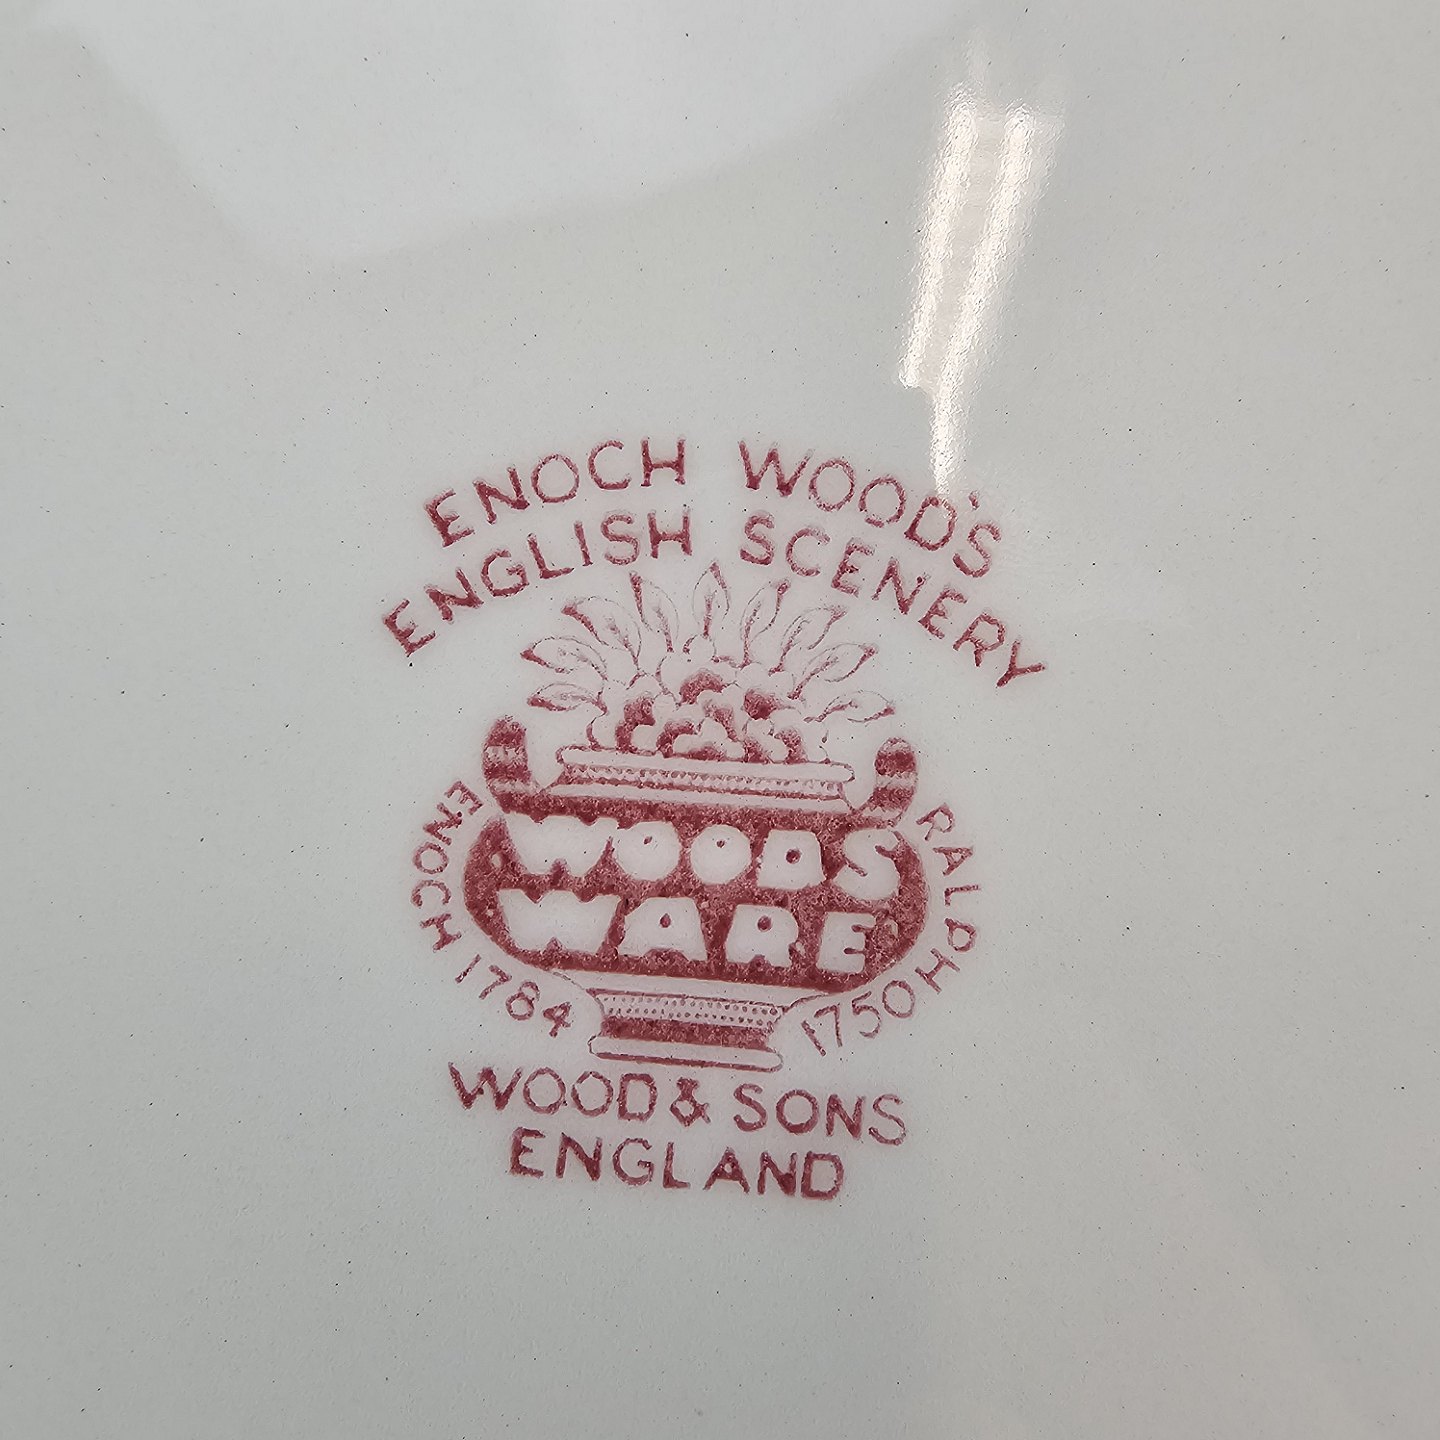 ENOCH WOOD'S
ENGLISH SCENERY
WOODS
WARE
ENOCH 1784
RALPH 1750
WOOD & SONS
ENGLAND